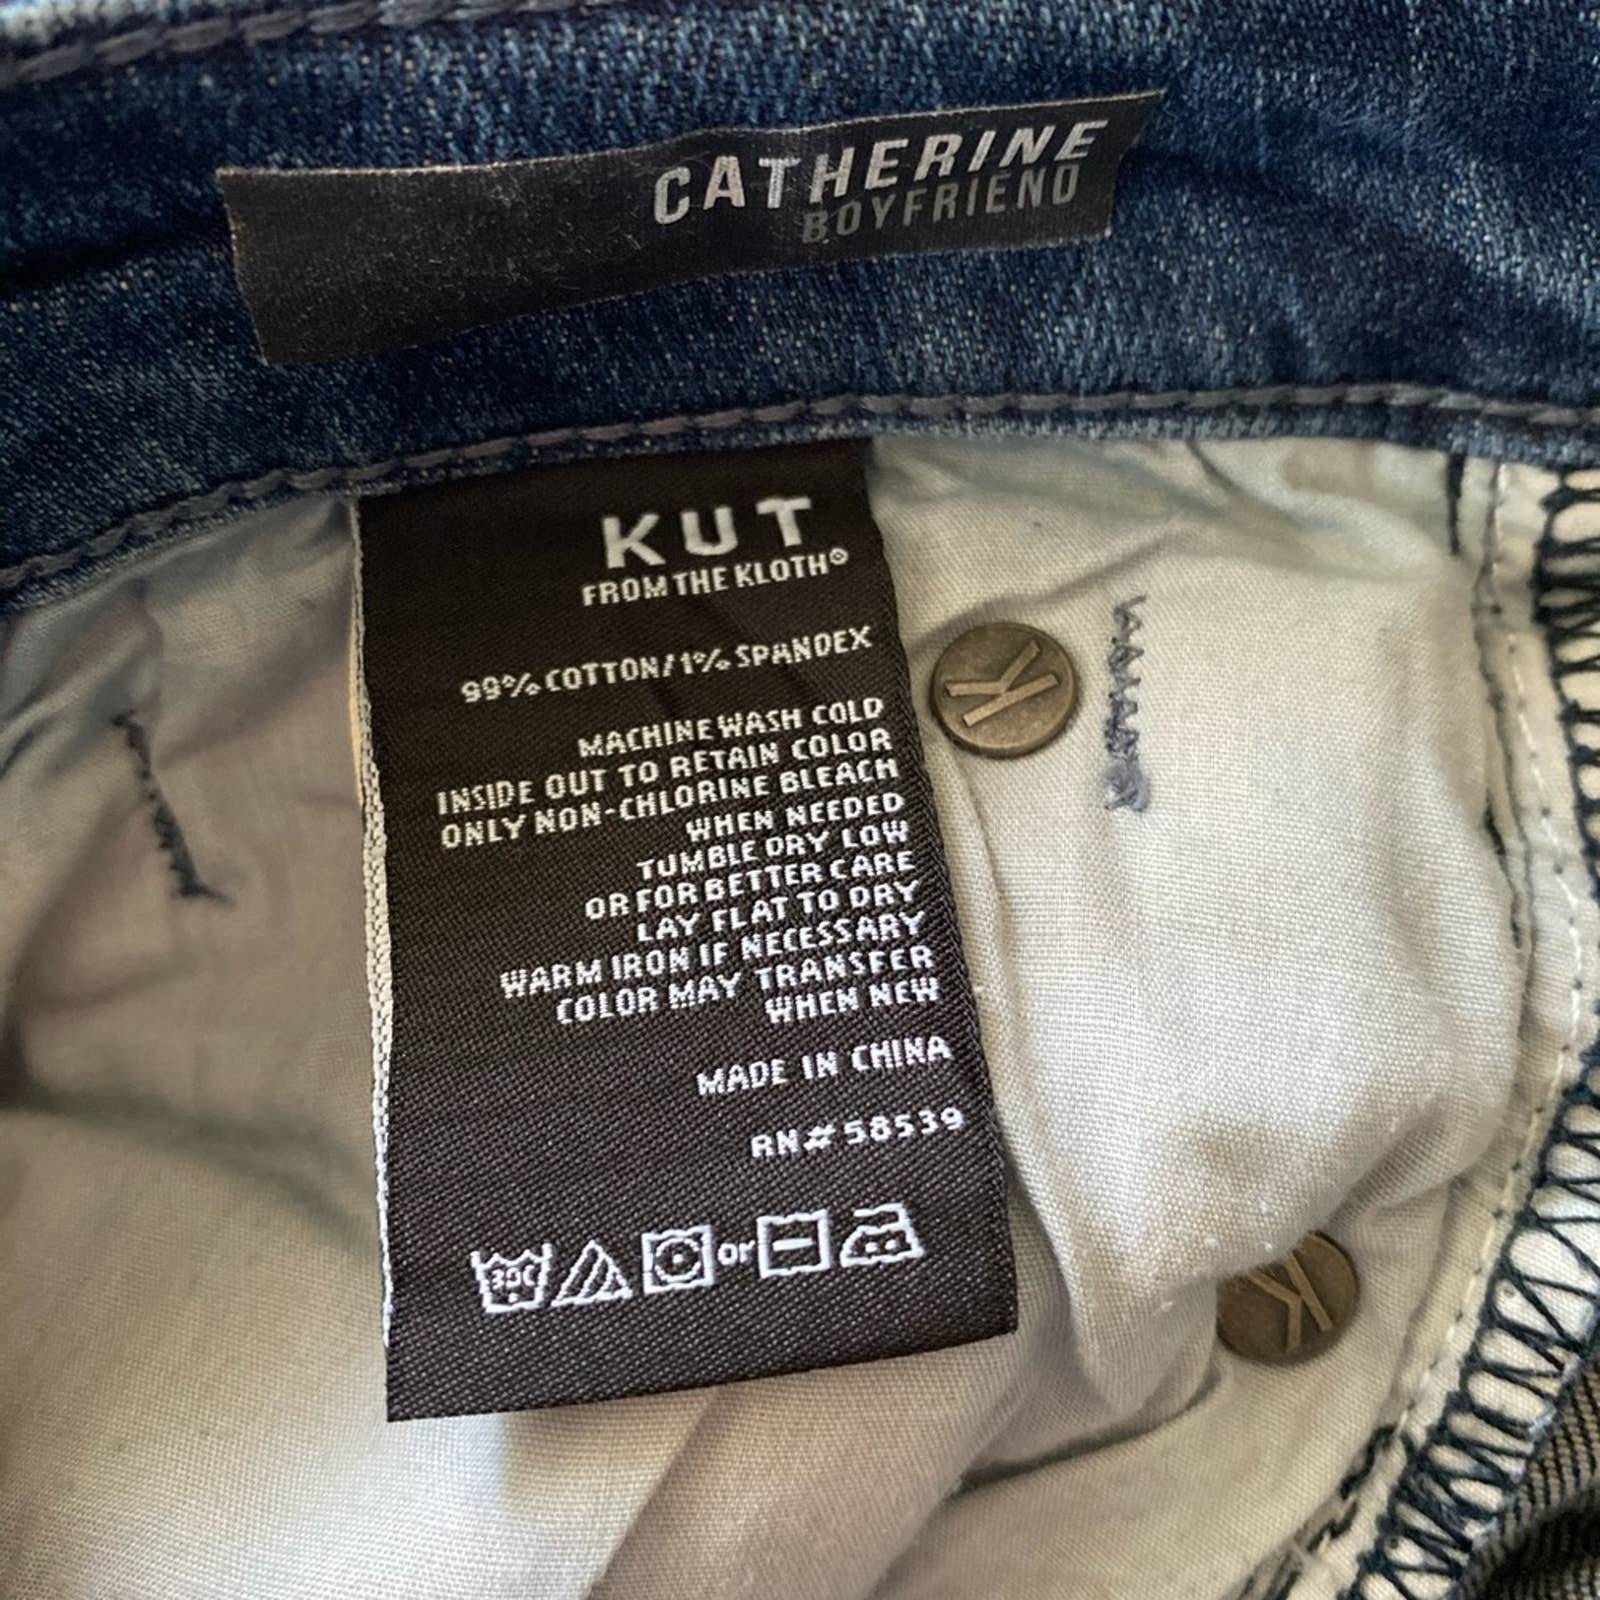 CATHERINE
BOYFRIEND
KUT
FROM THE KLOTH®
99% COTTON/1% SPANDEX
MACHINE WASH COLD
INSIDE OUT TO RETAIN COLOR
ONLY NON-CHLORINE BLEACH
WHEN NEEDED
TUMBLE DRY LOW
OR FOR BETTER CARE
LAY FLAT TO DRY
WARM IRON IF NECESSARY
COLOR MAY TRANSFER
WHEN NEW
MADE IN CHINA
RN# 58539
30C or
K
K